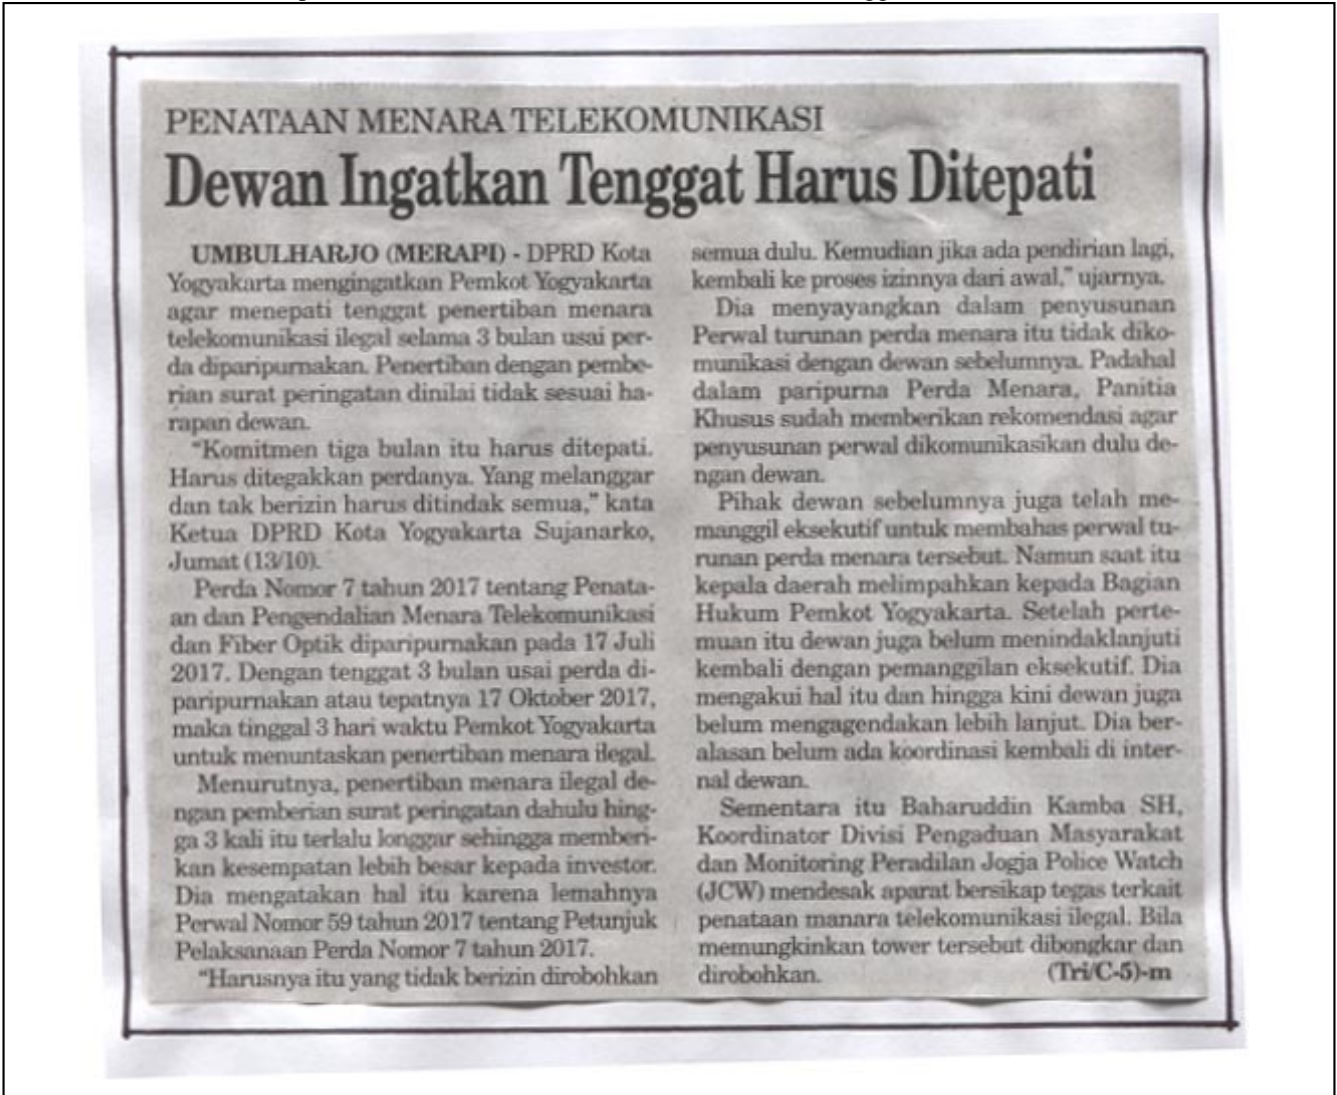 PENATAAN MENARA TELEKOMUNIKASI
Dewan Ingatkan Tenggat Harus Ditepati
UMBULHARJO (MERAPI) - DPRD Kota
Yogyakarta mengingatkan Pemkot Yogyakarta
agar menepati tenggat penertiban menara
telekomunikasi ilegal selama 3 bulan usai per-
da diparipurnakan. Penertiban dengan pembe-
rian surat peringatan dinilai tidak sesuai ha-
rapan dewan.
"Komitmen tiga bulan itu harus ditepati.
Harus ditegakkan perdanya. Yang melanggar
dan tak berizin harus ditindak semua," kata
Ketua DPRD Kota Yogyakarta Sujanarko,
Jumat (13/10).
Perda Nomor 7 tahun 2017 tentang Penata-
an dan Pengendalian Menara Telekomunikasi
dan Fiber Optik diparipurnakan pada 17 Juli
2017. Dengan tenggat 3 bulan usai perda di-
paripurnakan atau tepatnya 17 Oktober 2017,
maka tinggal 3 hari waktu Pemkot Yogyakarta
untuk menuntaskan penertiban menara ilegal.
Menurutnya, penertiban menara ilegal de-
ngan pemberian surat peringatan dahulu hing-
ga 3 kali itu terlalu longgar sehingga memberi-
kan kesempatan lebih besar kepada investor.
Dia mengatakan hal itu karena lemahnya
Perwal Nomor 59 tahun 2017 tentang Petunjuk
Pelaksanaan Perda Nomor 7 tahun 2017.
"Harusnya itu yang tidak berizin dirobohkan
semua dulu. Kemudian jika ada pendirian lagi,
kembali ke proses izinnya dari awal," ujarnya.
Dia menyayangkan dalam penyusunan
Perwal turunan perda menara itu tidak diko-
munikasi dengan dewan sebelumnya. Padahal
dalam paripurna Perda Menara, Panitia
Khusus sudah memberikan rekomendasi agar
penyusunan perwal dikomunikasikan dulu de-
ngan dewan.
Pihak dewan sebelumnya juga telah me-
manggil eksekutif untuk membahas perwal tu-
runan perda menara tersebut. Namun saat itu
kepala daerah melimpahkan kepada Bagian
Hukum Pemkot Yogyakarta. Setelah perte-
muan itu dewan juga belum menindaklanjuti
kembali dengan pemanggilan eksekutif. Dia
mengakui hal itu dan hingga kini dewan juga
belum mengagendakan lebih lanjut. Dia ber-
alasan belum ada koordinasi kembali di inter-
nal dewan.
Sementara itu Baharuddin Kamba SH,
Koordinator Divisi Pengaduan Masyarakat
dan Monitoring Peradilan Jogja Police Watch
(JCW) mendesak aparat bersikap tegas terkait
penataan manara telekomunikasi ilegal. Bila
memungkinkan tower tersebut dibongkar dan
dirobohkan. (Tri/C-5)-m